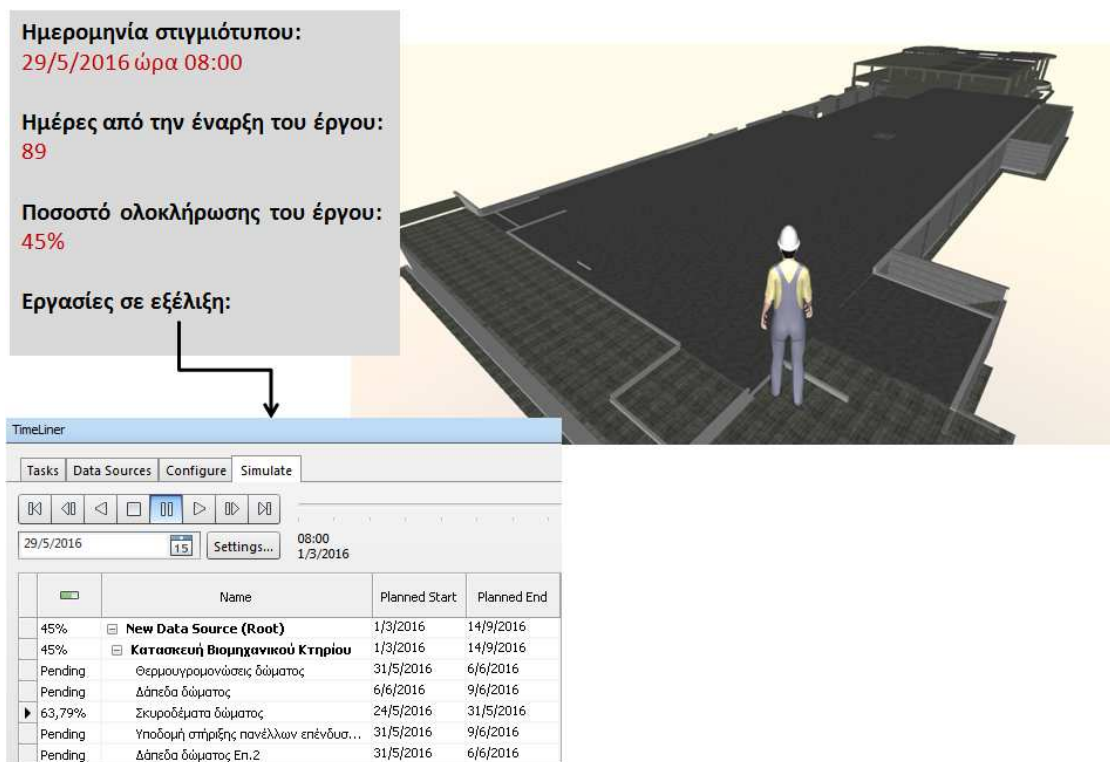 Ημερομηνία στιγμιότυπου:
29/5/2016 ώρα 08:00
Ημέρες από την έναρξη του έργου:
89
Ποσοστό ολοκλήρωσης του έργου:
45%
Εργασίες σε εξέλιξη:
TimeLiner
Tasks Data Sources Configure Simulate
29/5/2016 15 Settings... 08:00
1/3/2016
Name Planned Start Planned End
45% New Data Source (Root) 1/3/2016 14/9/2016
45% Κατασκευή Βιομηχανικού Κτηρίου 1/3/2016 14/9/2016
Pending Θερμουγρομονώσεις δώματος 31/5/2016 6/6/2016
Pending Δάπεδα δώματος 6/6/2016 9/6/2016
63,79% Σκυροδέματα δώματος 24/5/2016 31/5/2016
Pending Υποδομή στήριξης πανέλλων επένδυσ... 31/5/2016 9/6/2016
Pending Δάπεδα δώματος Επ.2 31/5/2016 6/6/2016